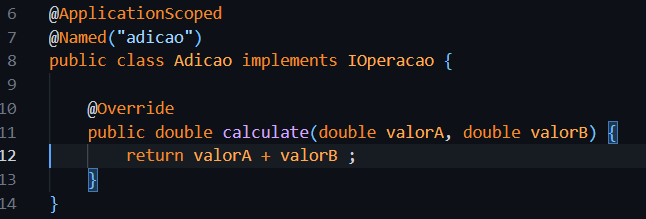 6 @ApplicationScoped
7 @Named("adicao")
8 public class Adicao implements IOperacao {
9
10 @Override
11 public double calculate(double valorA, double valorB) {
12 return valorA + valorB ;
13 }
14 }